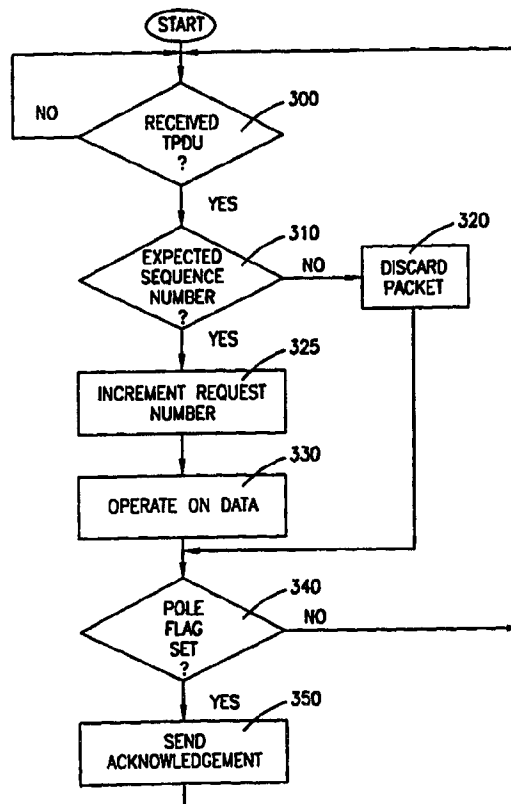 START
300
NO
RECEIVED
TPDU
?
YES
310
320
EXPECTED
SEQUENCE
NUMBER
?
NO
DISCARD
PACKET
YES
325
INCREMENT REQUEST
NUMBER
330
OPERATE ON DATA
340
POLE
FLAG
SET
?
NO
YES
350
SEND
ACKNOWLEDGEMENT